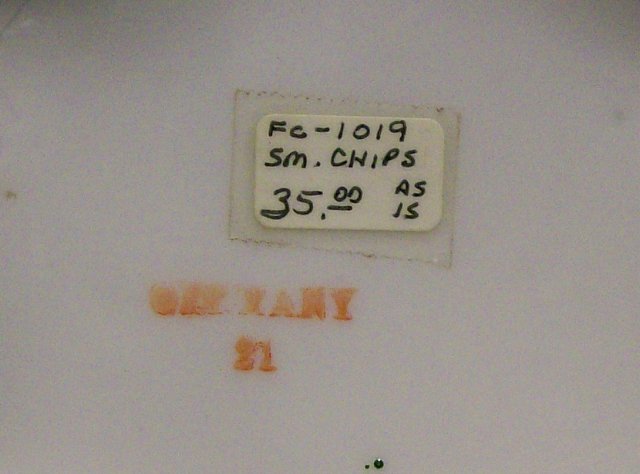 Fc-1019
SM. CHIPS
35.00 AS IS
GERMANY
21